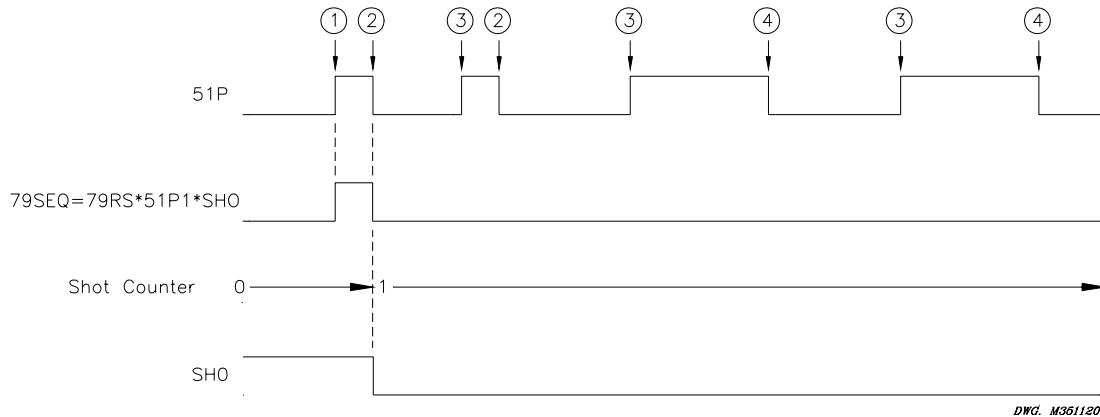 ① ② ③ ② ③ ④ ③ ④
51P
79SEQ=79RS*51P1*SH0
Shot Counter 0 1
SH0
DWG. M351120